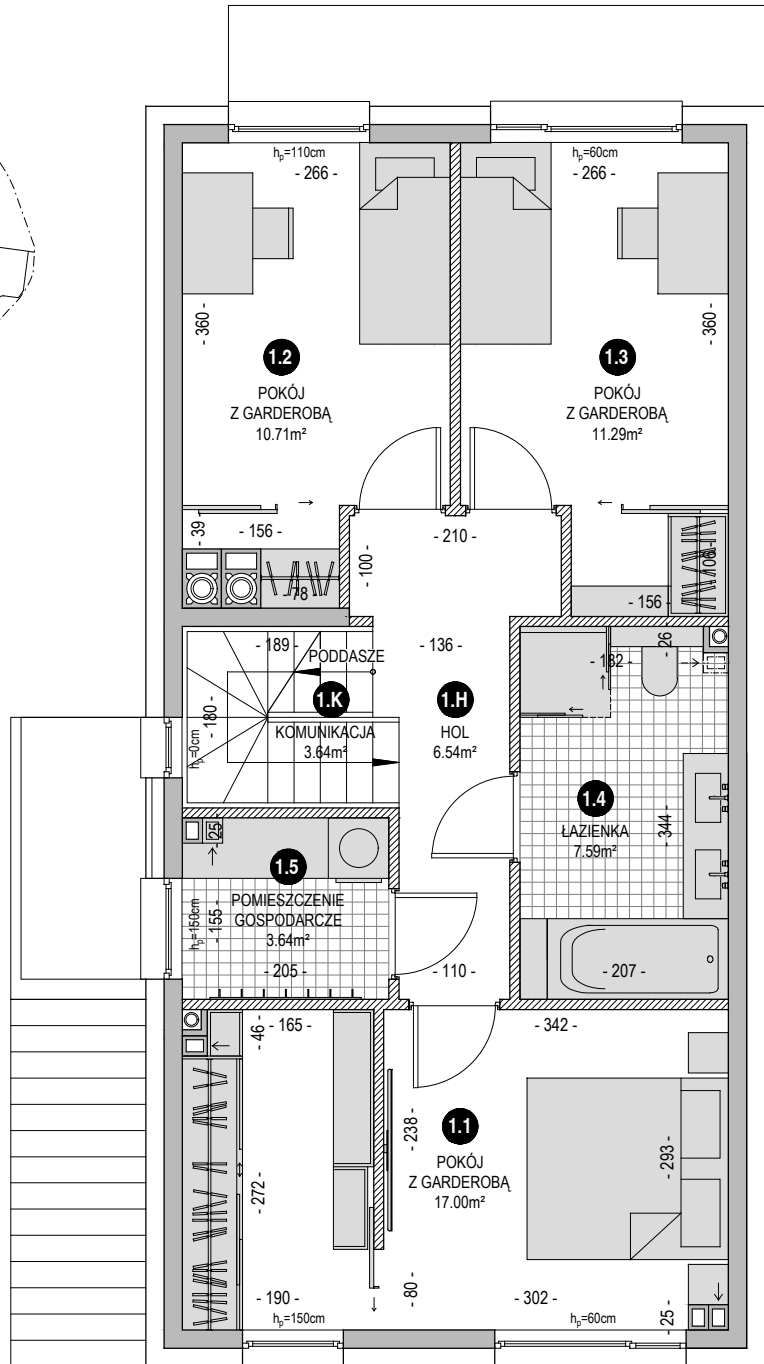 hp=110cm
- 266 -
hp=60cm
- 266 -
- 360 -
- 360 -
1.2
POKÓJ
Z GARDEROBĄ
10.71m²
1.3
POKÓJ
Z GARDEROBĄ
11.29m²
- 39 -
- 156 -
- 210 -
- 100 -
- 78 -
- 106 -
- 156 -
- 189 -
PODDASZE
- 136 -
- 26 -
- 182 -
1.K
KOMUNIKACJA
3.64m²
- 180 -
hp=0cm
1.H
HOL
6.54m²
1.4
ŁAZIENKA
7.59m²
- 344 -
- 25 -
1.5
POMIESZCZENIE
GOSPODARCZE
3.64m²
- 155 -
hp=150cm
- 205 -
- 110 -
- 207 -
- 46 -
- 165 -
- 342 -
1.1
POKÓJ
Z GARDEROBĄ
17.00m²
- 238 -
- 293 -
- 272 -
- 190 -
hp=150cm
- 80 -
- 302 -
hp=60cm
- 25 -